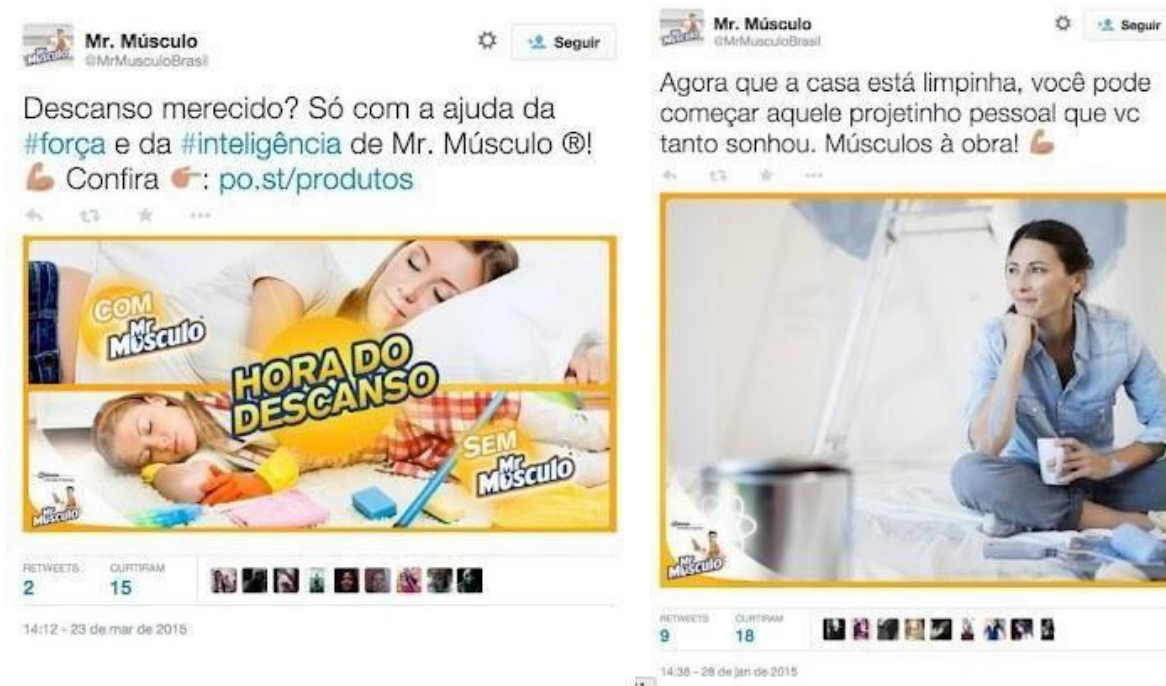 Mr. Músculo
@MrMusculoBrasil
Seguir
Descanso merecido? Só com a ajuda da
#força e da #inteligência de Mr. Músculo ®!
💪 Confira 👉: po.st/produtos
COM
Mr. Músculo
HORA DO
DESCANSO
SEM
Mr. Músculo
Mr. Músculo
RETWEETS
CURTIRAM
2
15
14:12 - 23 de mar de 2015
Mr. Músculo
@MrMusculoBrasil
Seguir
Agora que a casa está limpinha, você pode
começar aquele projetinho pessoal que vc
tanto sonhou. Músculos à obra! 💪
Mr. Músculo
RETWEETS
CURTIRAM
9
18
14:38 - 28 de jan de 2015